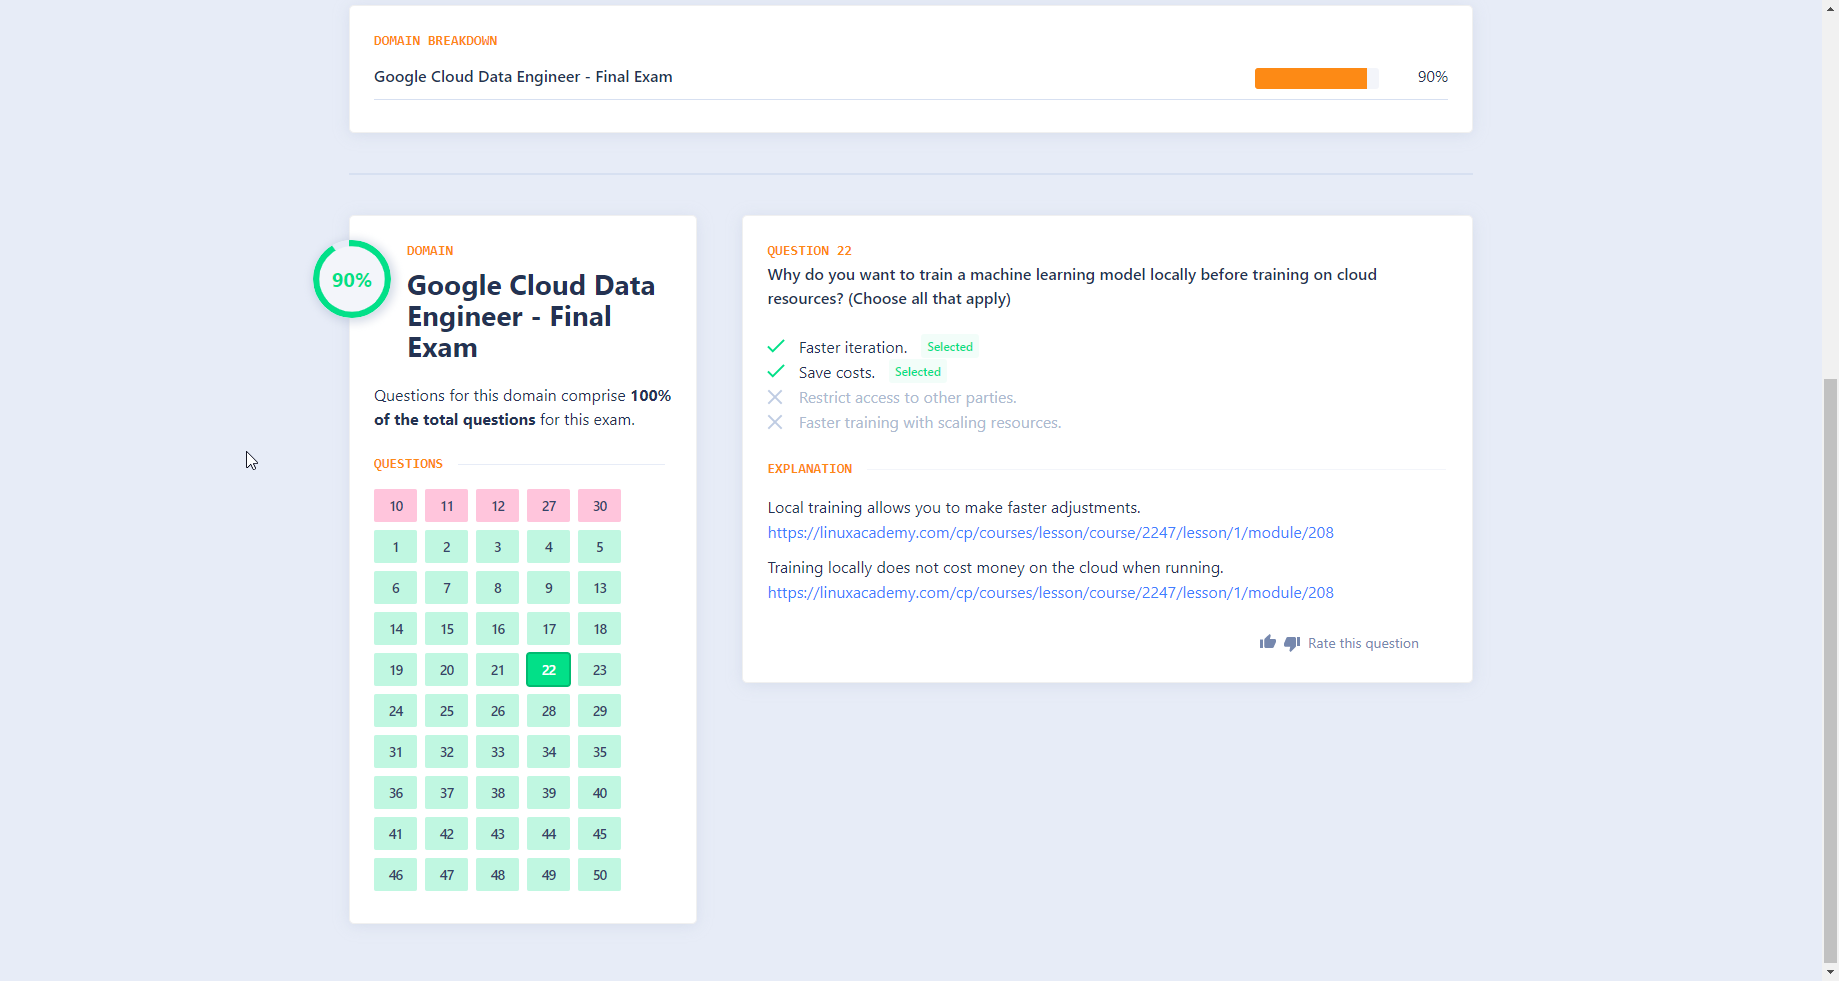 DOMAIN BREAKDOWN
Google Cloud Data Engineer - Final Exam 90%
90%
DOMAIN
Google Cloud Data
Engineer - Final
Exam
Questions for this domain comprise 100%
of the total questions for this exam.
QUESTIONS
10 11 12 27 30
1 2 3 4 5
6 7 8 9 13
14 15 16 17 18
19 20 21 22 23
24 25 26 28 29
31 32 33 34 35
36 37 38 39 40
41 42 43 44 45
46 47 48 49 50
QUESTION 22
Why do you want to train a machine learning model locally before training on cloud
resources? (Choose all that apply)
Faster iteration. Selected
Save costs. Selected
Restrict access to other parties.
Faster training with scaling resources.
EXPLANATION
Local training allows you to make faster adjustments.
https://linuxacademy.com/cp/courses/lesson/course/2247/lesson/1/module/208
Training locally does not cost money on the cloud when running.
https://linuxacademy.com/cp/courses/lesson/course/2247/lesson/1/module/208
Rate this question